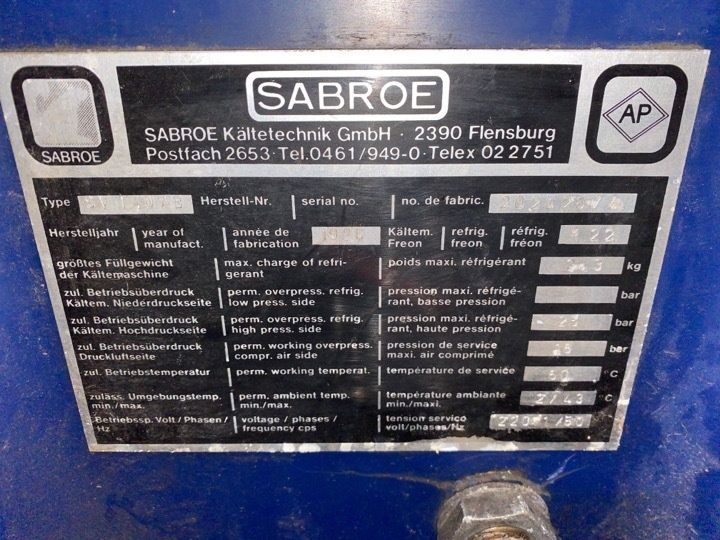 SABROE
SABROE
AP
SABROE Kältetechnik GmbH · 2390 Flensburg
Postfach 2653 · Tel. 0461/949-0 · Telex 02 2751
Type Herstell-Nr. serial no. no. de fabric.
Herstelljahr year of manufact. année de fabrication Kältem. Freon refrig. freon réfrig. fréon 22
größtes Füllgewicht der Kältemaschine max. charge of refrigerant poids maxi. réfrigérant kg
zul. Betriebsüberdruck Kältem. Niederdruckseite perm. overpress. refrig. low press. side pression maxi. réfrigérant, basse pression bar
zul. Betriebsüberdruck Kältem. Hochdruckseite perm. overpress. refrig. high press. side pression maxi. réfrigérant, haute pression bar
zul. Betriebsüberdruck Druckluftseite perm. working overpress. compr. air side pression de service maxi. air comprimé bar
zul. Betriebstemperatur perm. working temperat. température de service °C
zuläss. Umgebungstemp. min./max. perm. ambient temp. min./max. température ambiante min./maxi. 2/43 °C
Betriebssp. Volt/Phasen/Hz voltage/phases/frequency cps tension servico volt/phases/Hz